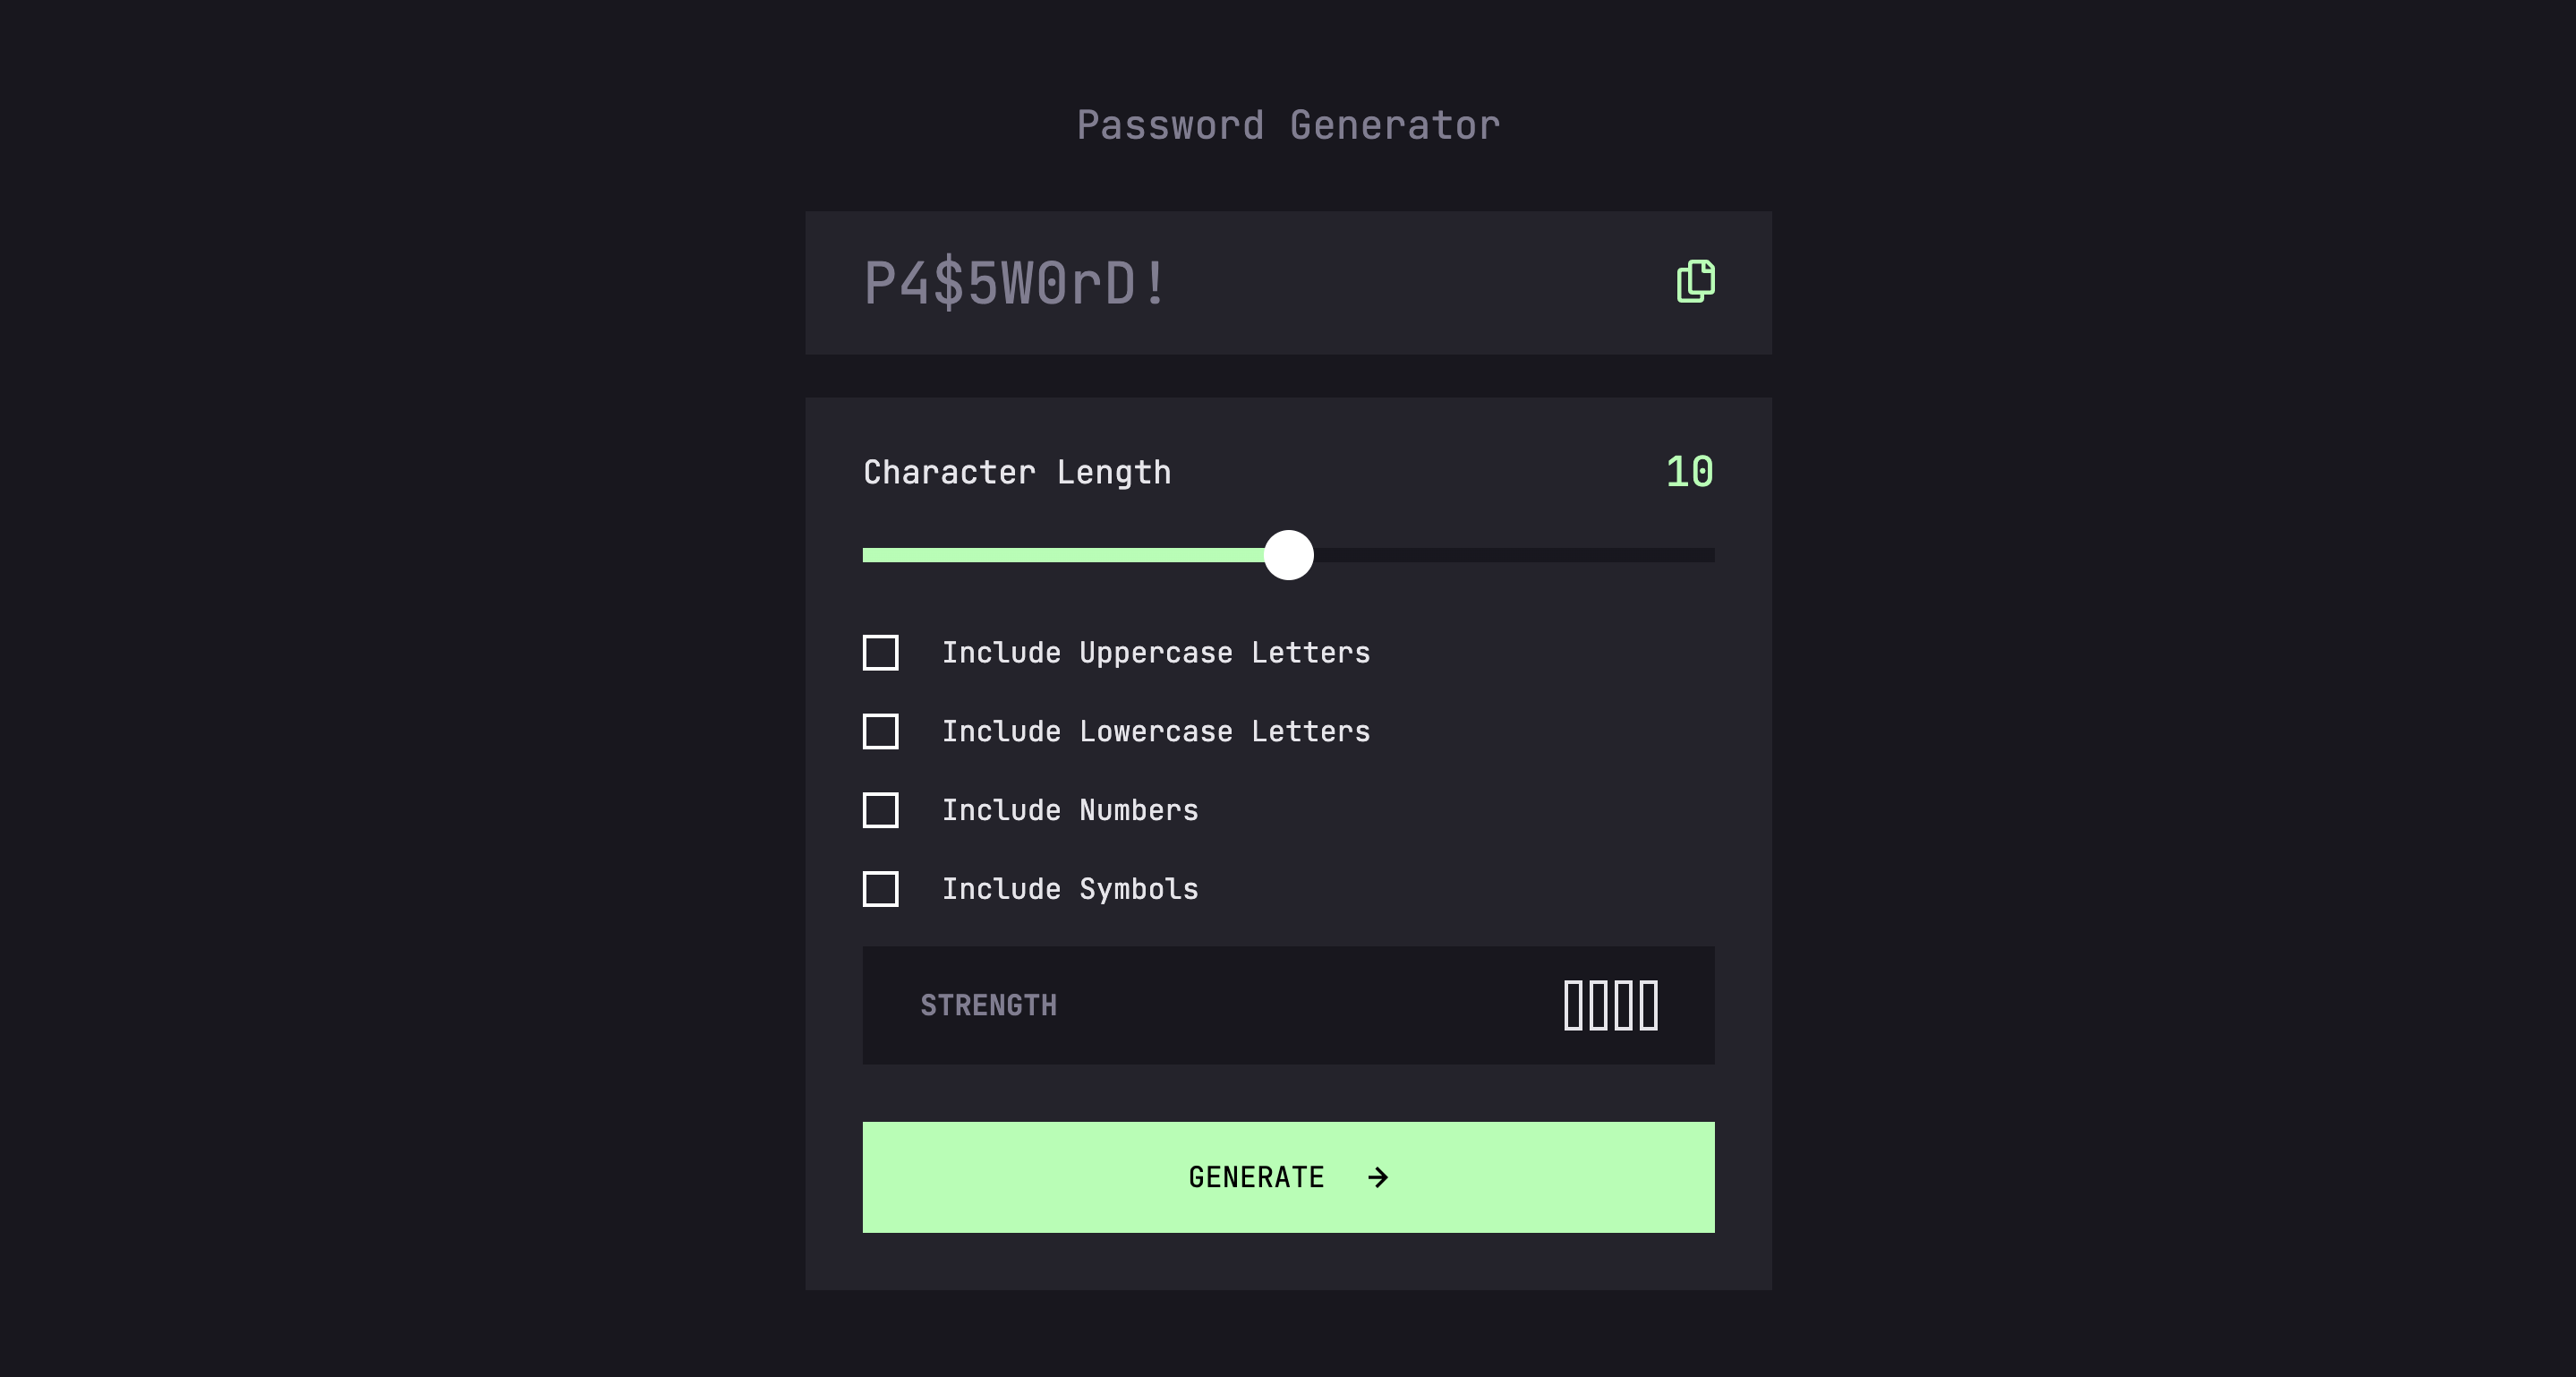 Password Generator
P4$5W0rD!
Character Length 10
Include Uppercase Letters
Include Lowercase Letters
Include Numbers
Include Symbols
STRENGTH
GENERATE →